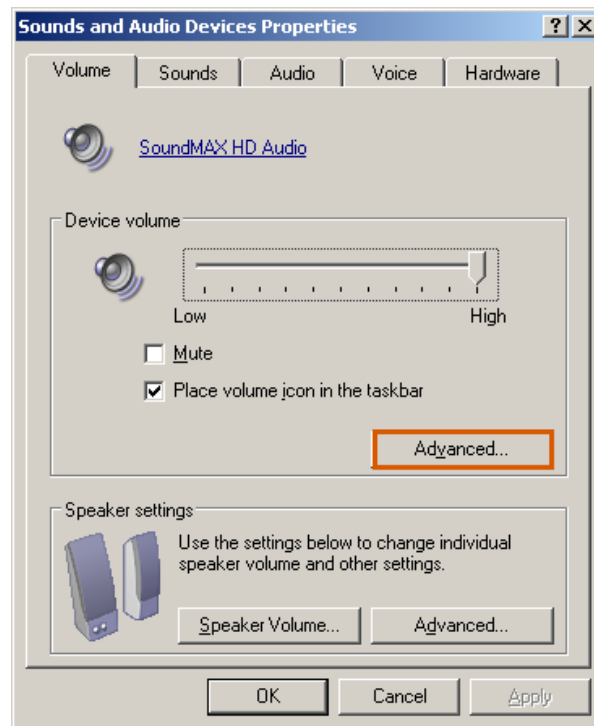 Sounds and Audio Devices Properties
Volume Sounds Audio Voice Hardware
SoundMAX HD Audio
Device volume
Low High
Mute
Place volume icon in the taskbar
Advanced...
Speaker settings
Use the settings below to change individual
speaker volume and other settings.
Speaker Volume... Advanced...
OK Cancel Apply